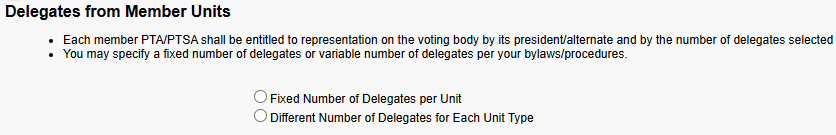 Delegates from Member Units
• Each member PTA/PTSA shall be entitled to representation on the voting body by its president/alternate and by the number of delegates selected
• You may specify a fixed number of delegates or variable number of delegates per your bylaws/procedures.
Fixed Number of Delegates per Unit
Different Number of Delegates for Each Unit Type